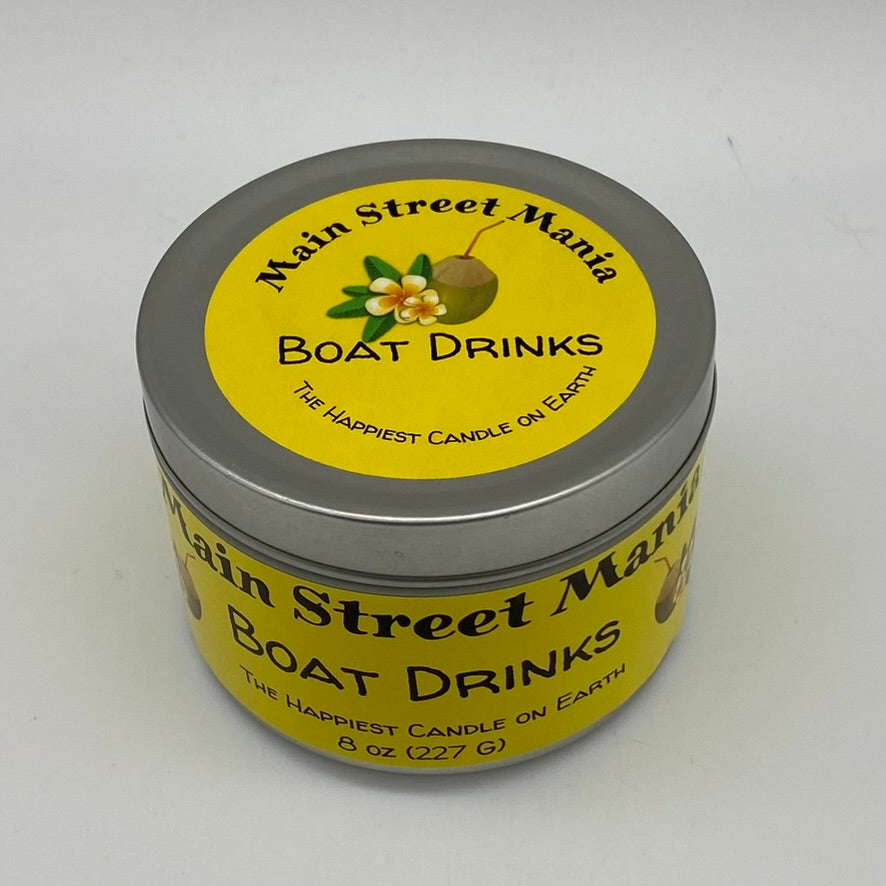 Main Street Mania
BOAT DRINKS
THE HAPPIEST CANDLE ON EARTH
Main Street Mania
BOAT DRINKS
THE HAPPIEST CANDLE ON EARTH
8 OZ (227 G)